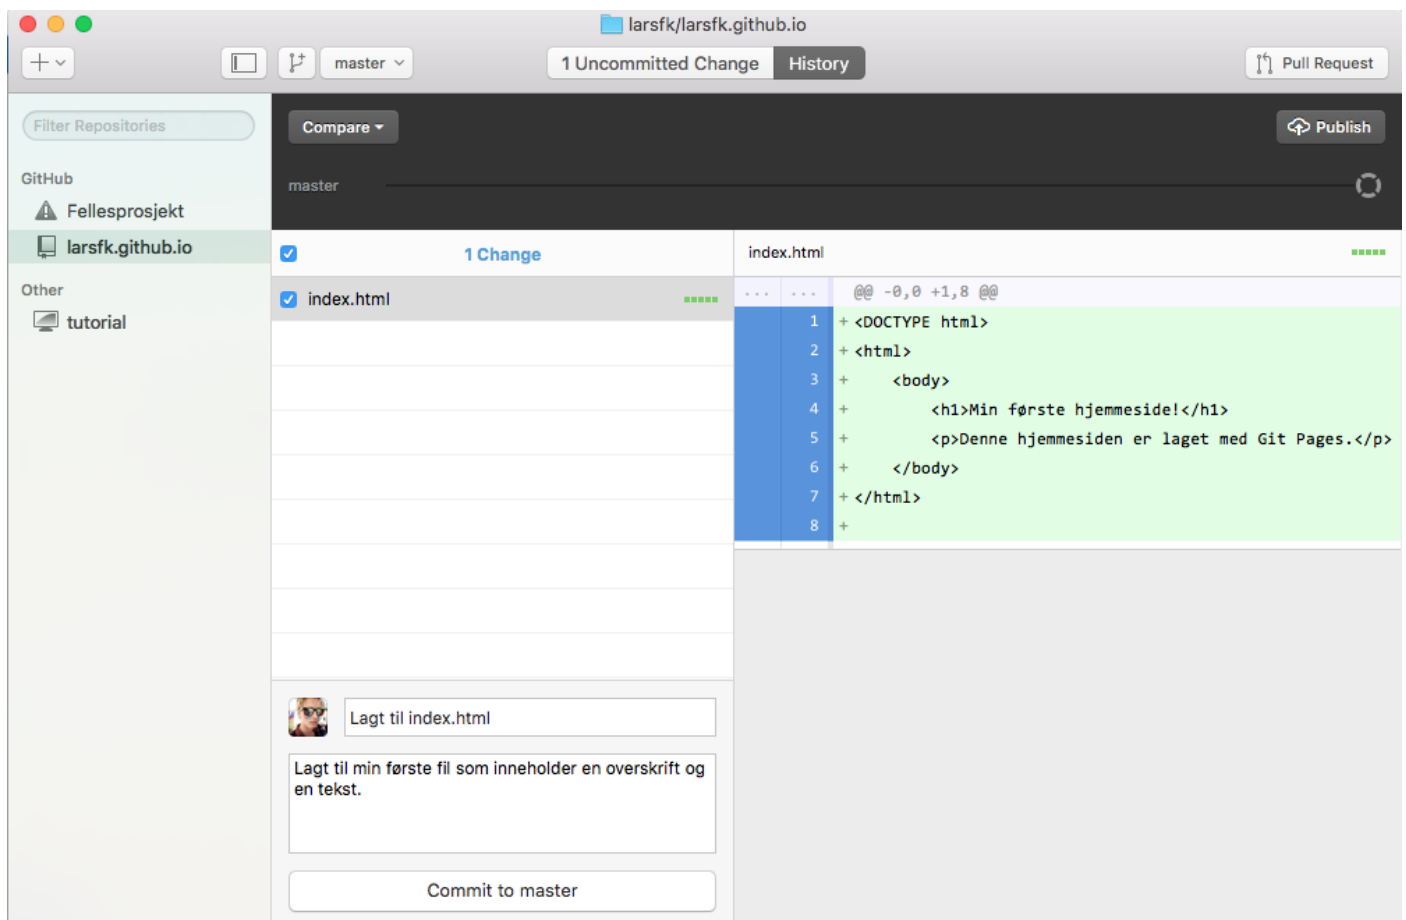 larsfk/larsfk.github.io
master
1 Uncommitted Change
History
Pull Request
Filter Repositories
GitHub
Fellesprosjekt
larsfk.github.io
Other
tutorial
Compare
Publish
master
1 Change
index.html
Lagt til index.html
Lagt til min første fil som inneholder en overskrift og
en tekst.
Commit to master
index.html
... ... @@ -0,0 +1,8 @@
1 + <DOCTYPE html>
2 + <html>
3 +     <body>
4 +         <h1>Min første hjemmeside!</h1>
5 +         <p>Denne hjemmesiden er laget med Git Pages.</p>
6 +     </body>
7 + </html>
8 +